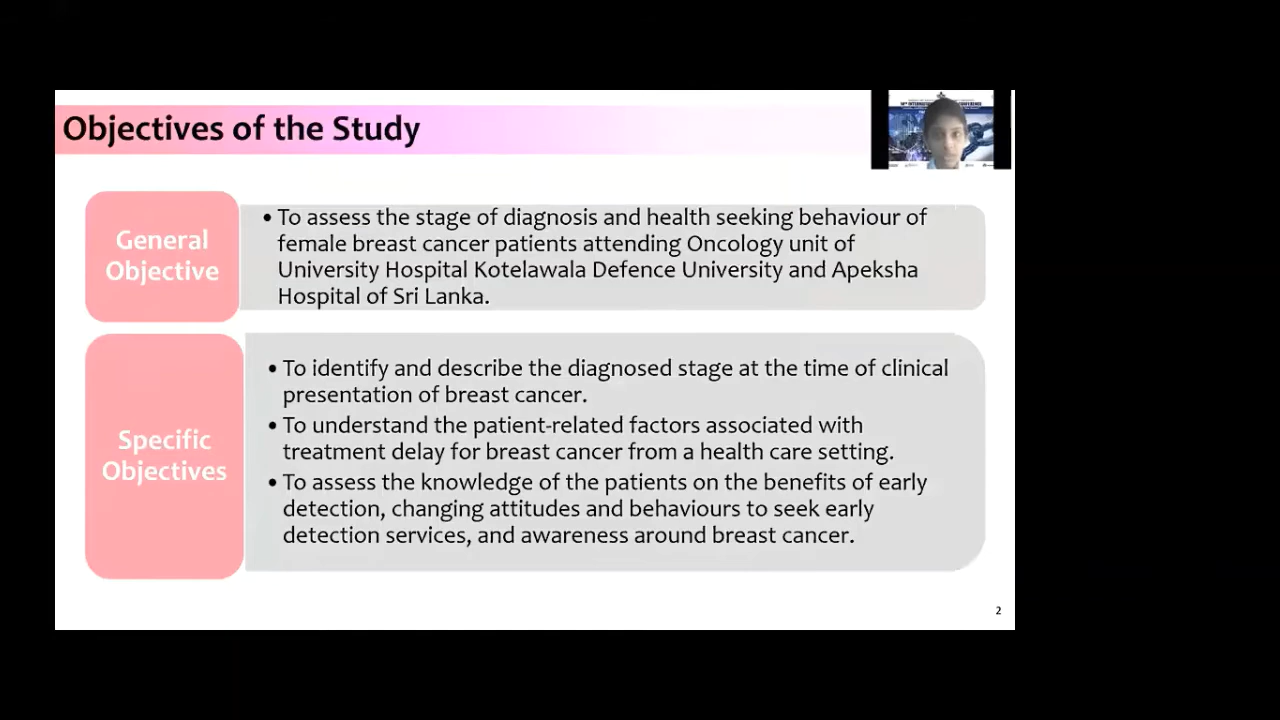 Objectives of the Study
General
Objective
• To assess the stage of diagnosis and health seeking behaviour of
female breast cancer patients attending Oncology unit of
University Hospital Kotelawala Defence University and Apeksha
Hospital of Sri Lanka.
Specific
Objectives
• To identify and describe the diagnosed stage at the time of clinical
presentation of breast cancer.
• To understand the patient-related factors associated with
treatment delay for breast cancer from a health care setting.
• To assess the knowledge of the patients on the benefits of early
detection, changing attitudes and behaviours to seek early
detection services, and awareness around breast cancer.
2